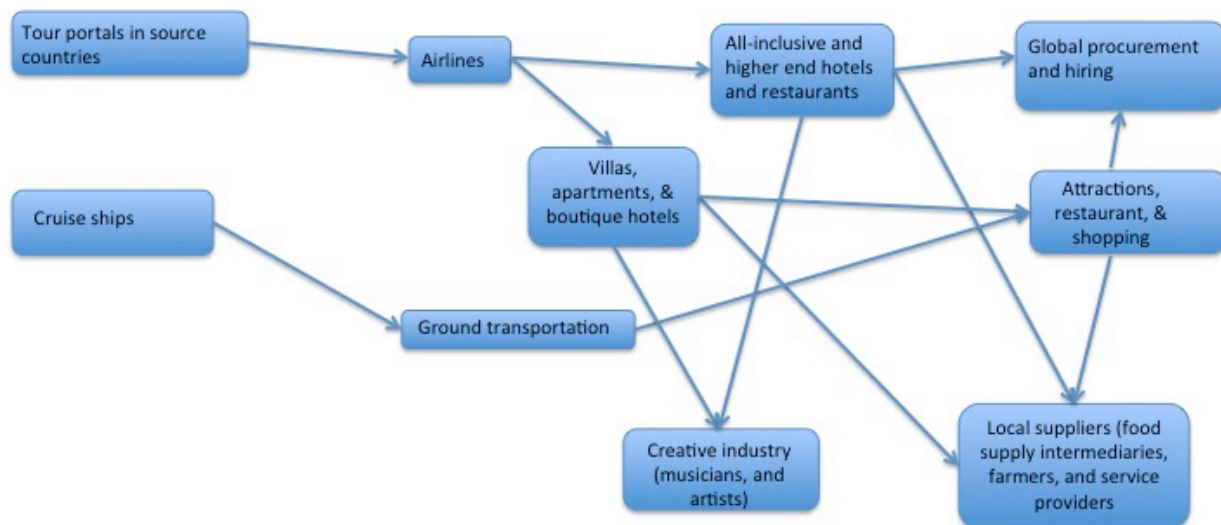 Tour portals in source
countries
Airlines
All-inclusive and
higher end hotels
and restaurants
Global procurement
and hiring
Villas,
apartments, &
boutique hotels
Attractions,
restaurant, &
shopping
Cruise ships
Ground transportation
Creative industry
(musicians, and
artists)
Local suppliers (food
supply intermediaries,
farmers, and service
providers